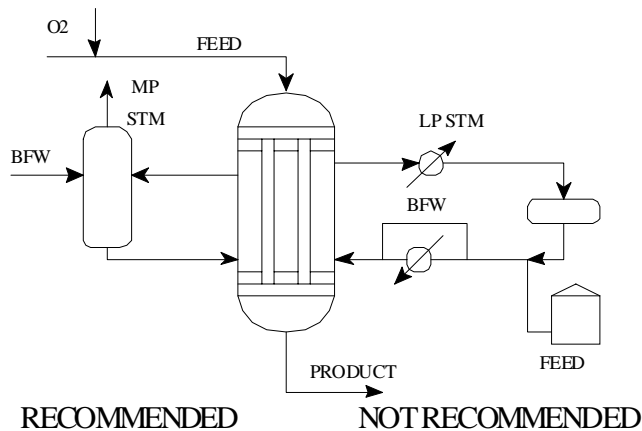 O2
FEED
MP
STM
BFW
LP STM
BFW
FEED
PRODUCT
RECOMMENDED
NOT RECOMMENDED